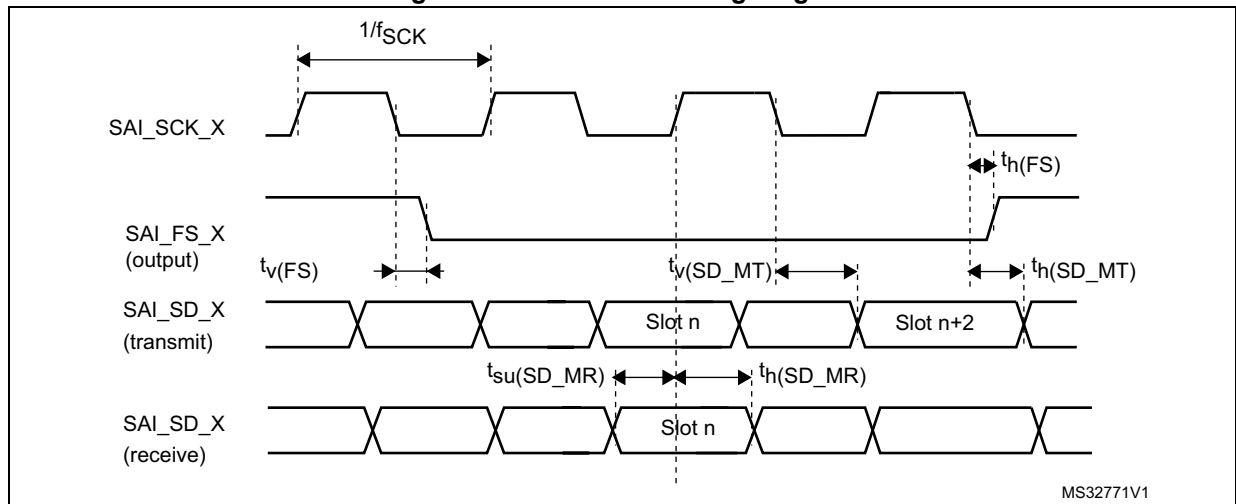 1/fSCK
SAI_SCK_X
th(FS)
SAI_FS_X
(output)
tv(FS)
tv(SD_MT)
th(SD_MT)
SAI_SD_X
(transmit)
Slot n
Slot n+2
tsu(SD_MR)
th(SD_MR)
SAI_SD_X
(receive)
Slot n
MS32771V1